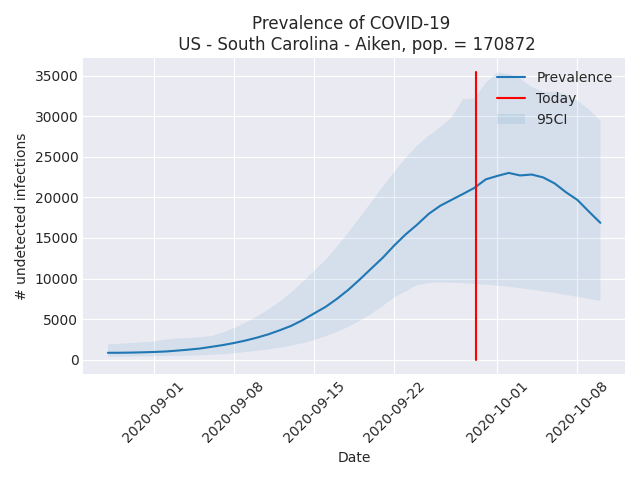 Prevalence of COVID-19
US - South Carolina - Aiken, pop. = 170872
35000
30000
25000
20000
15000
10000
5000
0
# undetected infections
Prevalence
Today
95CI
2020-09-01
2020-09-08
2020-09-15
2020-09-22
2020-10-01
2020-10-08
Date